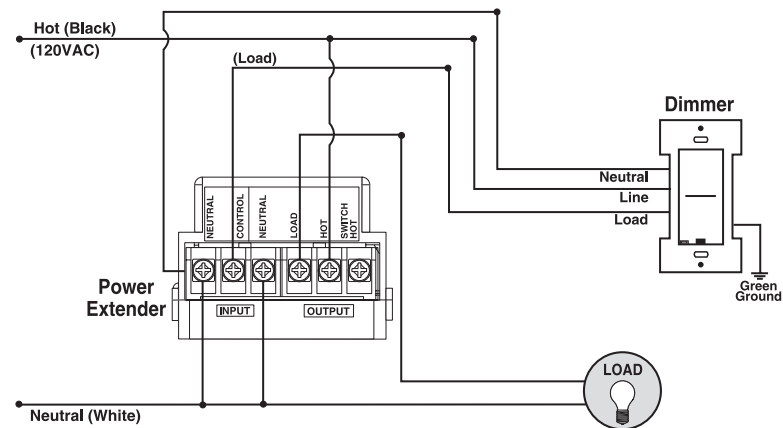 Hot (Black)
(120VAC)
(Load)
Dimmer
Neutral
Line
Load
NEUTRAL
CONTROL
NEUTRAL
LOAD
HOT
SWITCH
HOT
Green
Ground
Power
Extender
INPUT
OUTPUT
LOAD
Neutral (White)